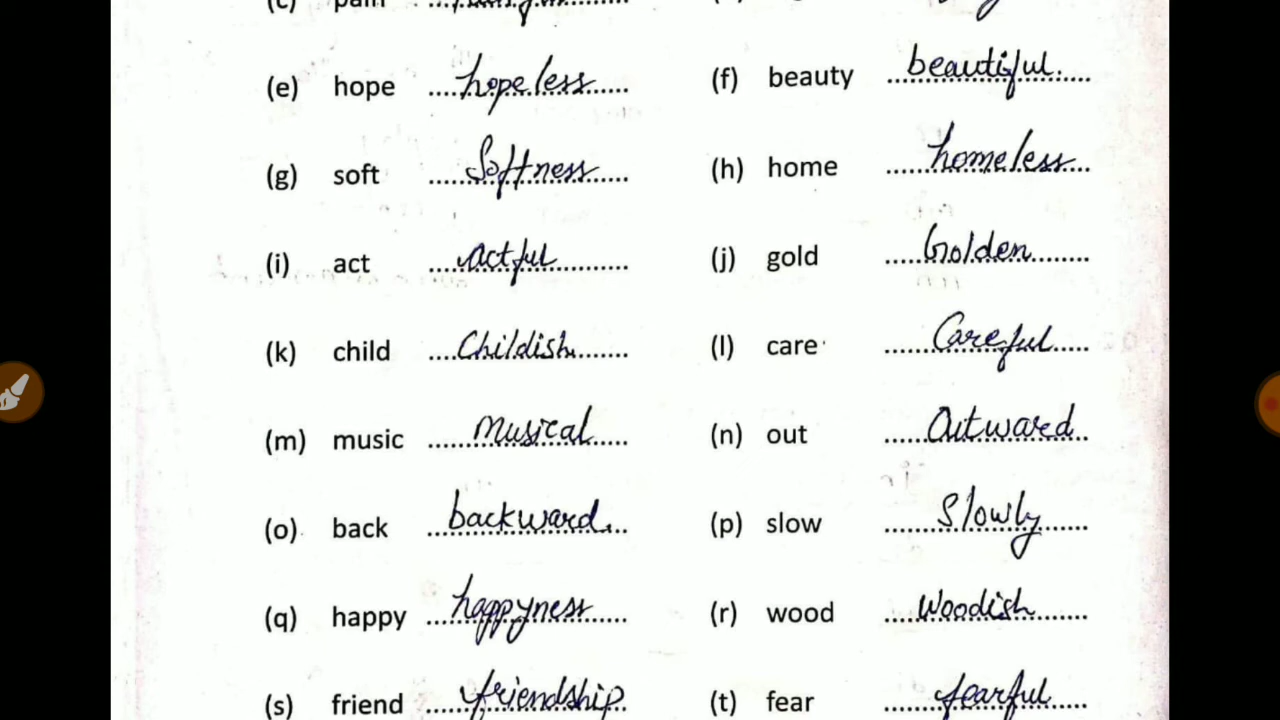 (c) pain
(e) hope ....hopeless...... (f) beauty ...beautiful......
(g) soft ......Softness..... (h) home ......homeless...
(i) act ....actful........... (j) gold .....Golden.........
(k) child ....Childish........ (l) care ......Careful.....
(m) music ......musical..... (n) out ......Outward..
(o) back ...backward... (p) slow ........Slowly.......
(q) happy ...happyness...... (r) wood ....Woodish.........
(s) friend .....friendship. (t) fear .......fearful.....